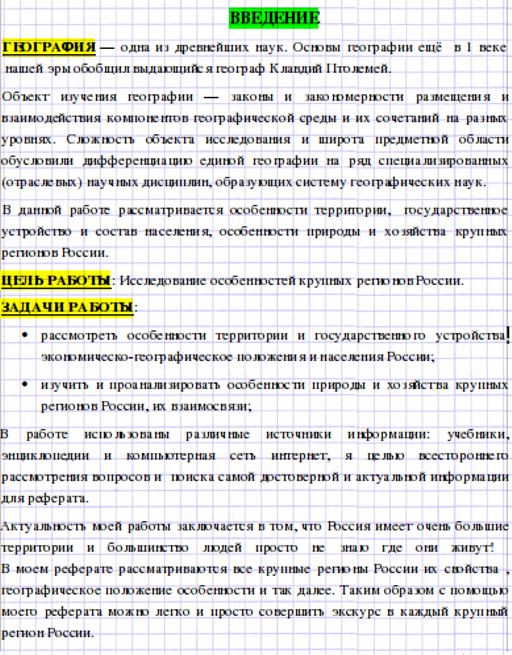 ВВЕДЕНИЕ
ГЕОГРАФИЯ — одна из древнейших наук. Основы географии ещё в 1 веке
нашей эры обобщил выдающийся географ Клавдий Птолемей.
Объект изучения географии — законы и закономерности размещения и
взаимодействия компонентов географической среды и их сочетаний на разных
уровнях. Сложность объекта исследования и широта предметной области
обусловили дифференциацию единой географии на ряд специализированных
(отраслевых) научных дисциплин, образующих систему географических наук.
В данной работе рассматривается особенности территории, государственное
устройство и состав населения, особенности природы и хозяйства крупных
регионов России.
ЦЕЛЬ РАБОТЫ: Исследование особенностей крупных регионов России.
ЗАДАЧИ РАБОТЫ:
• рассмотреть особенности территории и государственного устройства,
экономическо-географическое положения и населения России;
• изучить и проанализировать особенности природы и хозяйства крупных
регионов России, их взаимосвязи;
В работе использованы различные источники информации: учебники,
энциклопедии и компьютерная сеть интернет, я целью всестороннего
рассмотрения вопросов и поиска самой достоверной и актуальной информации
для реферата.
Актуальность моей работы заключается в том, что Россия имеет очень большие
территории и большинство людей просто не знаю где они живут!
В моем реферате рассматриваются все крупные регионы России их свойства ,
географическое положение особенности и так далее. Таким образом с помощью
моего реферата можно легко и просто совершить экскурс в каждый крупный
регион России.